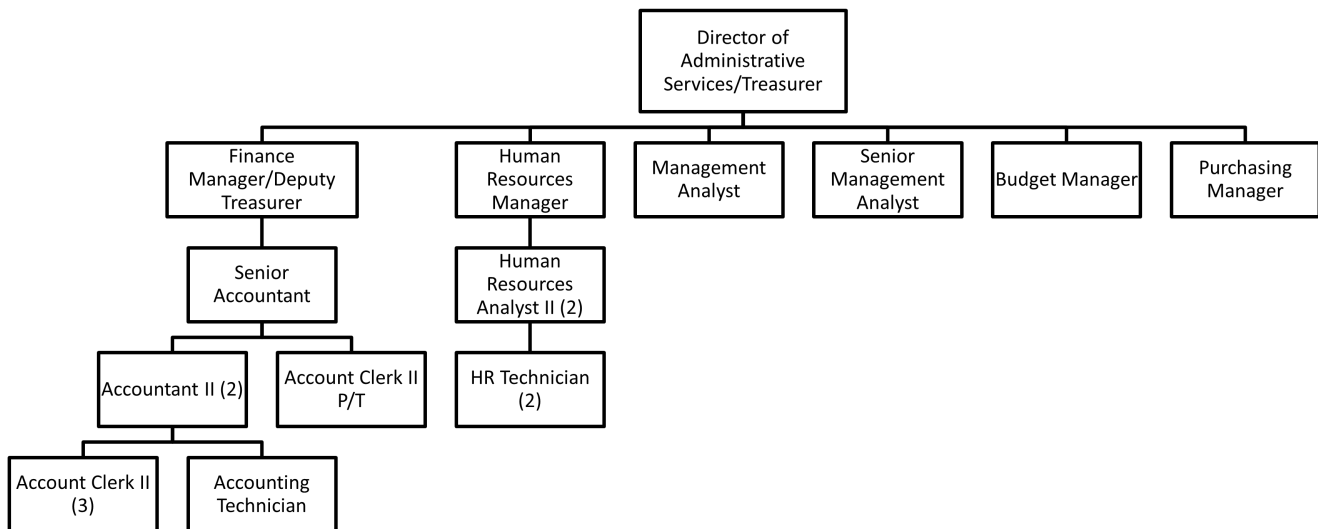 Director of
Administrative
Services/Treasurer
Finance
Manager/Deputy
Treasurer
Human
Resources
Manager
Management
Analyst
Senior
Management
Analyst
Budget Manager
Purchasing
Manager
Senior
Accountant
Human
Resources
Analyst II (2)
Accountant II (2)
Account Clerk II
P/T
HR Technician
(2)
Account Clerk II
(3)
Accounting
Technician